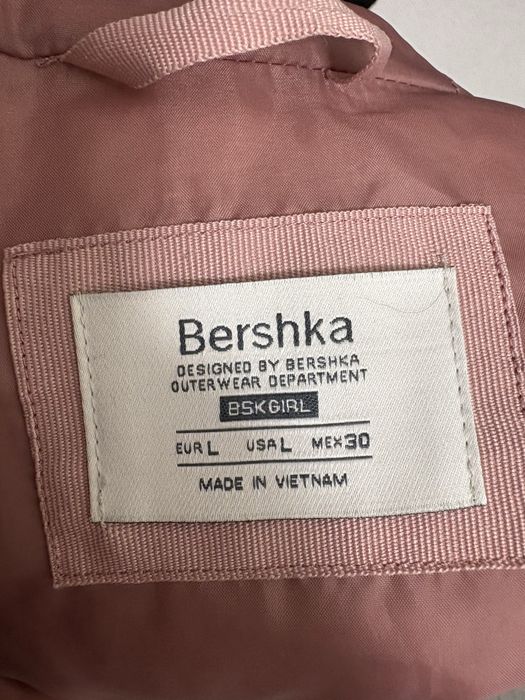 Bershka
DESIGNED BY BERSHKA
OUTERWEAR DEPARTMENT
BSKGIRL
EUR L USA L MEX 30
MADE IN VIETNAM